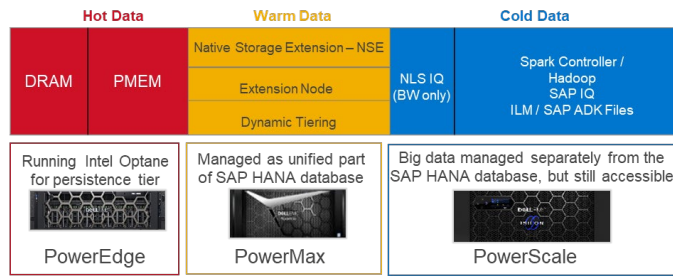 Hot Data
Warm Data
Cold Data
DRAM
PMEM
Native Storage Extension – NSE
Extension Node
Dynamic Tiering
NLS IQ
(BW only)
Spark Controller /
Hadoop
SAP IQ
ILM / SAP ADK Files
Running Intel Optane
for persistence tier
PowerEdge
Managed as unified part
of SAP HANA database
PowerMax
Big data managed separately from the
SAP HANA database, but still accessible
ISILON
PowerScale